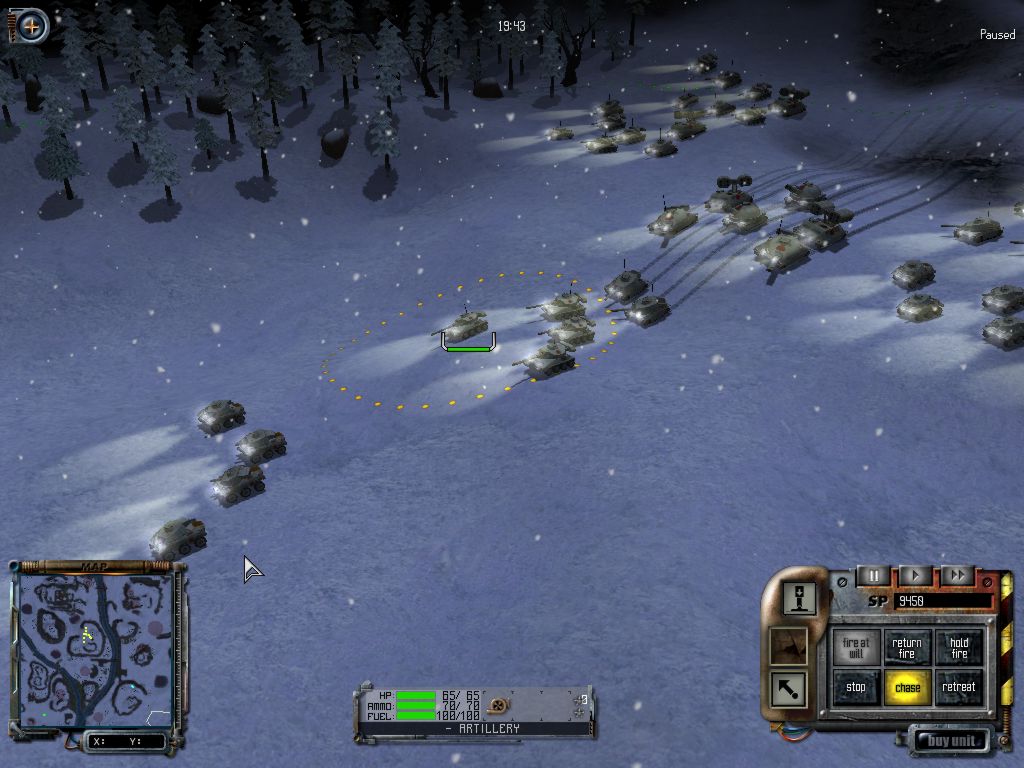 19:43
Paused
MAP
X: Y:
HP: 65/ 65
AMMO: 70/ 70
FUEL: 100/100
- ARTILLERY
SP 9450
fire at will
return fire
hold fire
stop
chase
retreat
buy unit